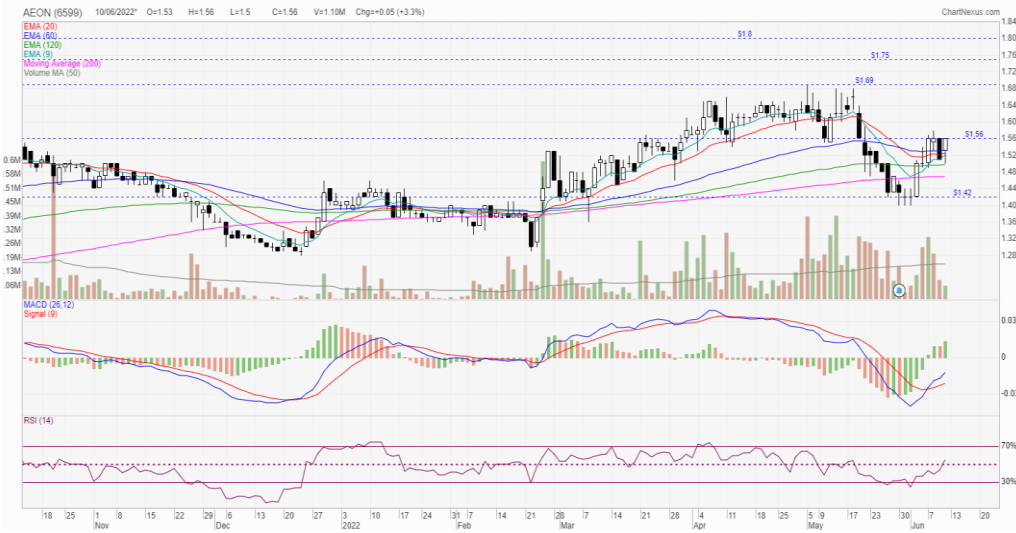 AEON (6599) 10/06/2022* O=1.53 H=1.56 L=1.5 C=1.56 V=1.10M Chg=+0.05 (+3.3%) ChartNexus.com
EMA (20)
EMA (60)
EMA (120)
EMA (9)
Moving Average (200)
Volume MA (50)
$1.8
$1.75
$1.69
$1.56
$1.42
1.84
1.80
1.76
1.72
1.68
1.64
1.60
1.56
1.52
1.48
1.44
1.40
1.36
1.32
1.28
0.6M
.58M
.51M
.45M
.39M
.32M
.26M
.19M
.13M
.06M
MACD (26,12)
Signal (9)
0.03
0
RSI (14)
70%
30%
18 25 1 8 15 22 29 6 13 20 27 3 10 17 24 31 7 14 21 1 7 14 21 28 4 11 18 25 5 9 17 23 30 7 13 20
Nov Dec 2022 Feb Mar Apr May Jun